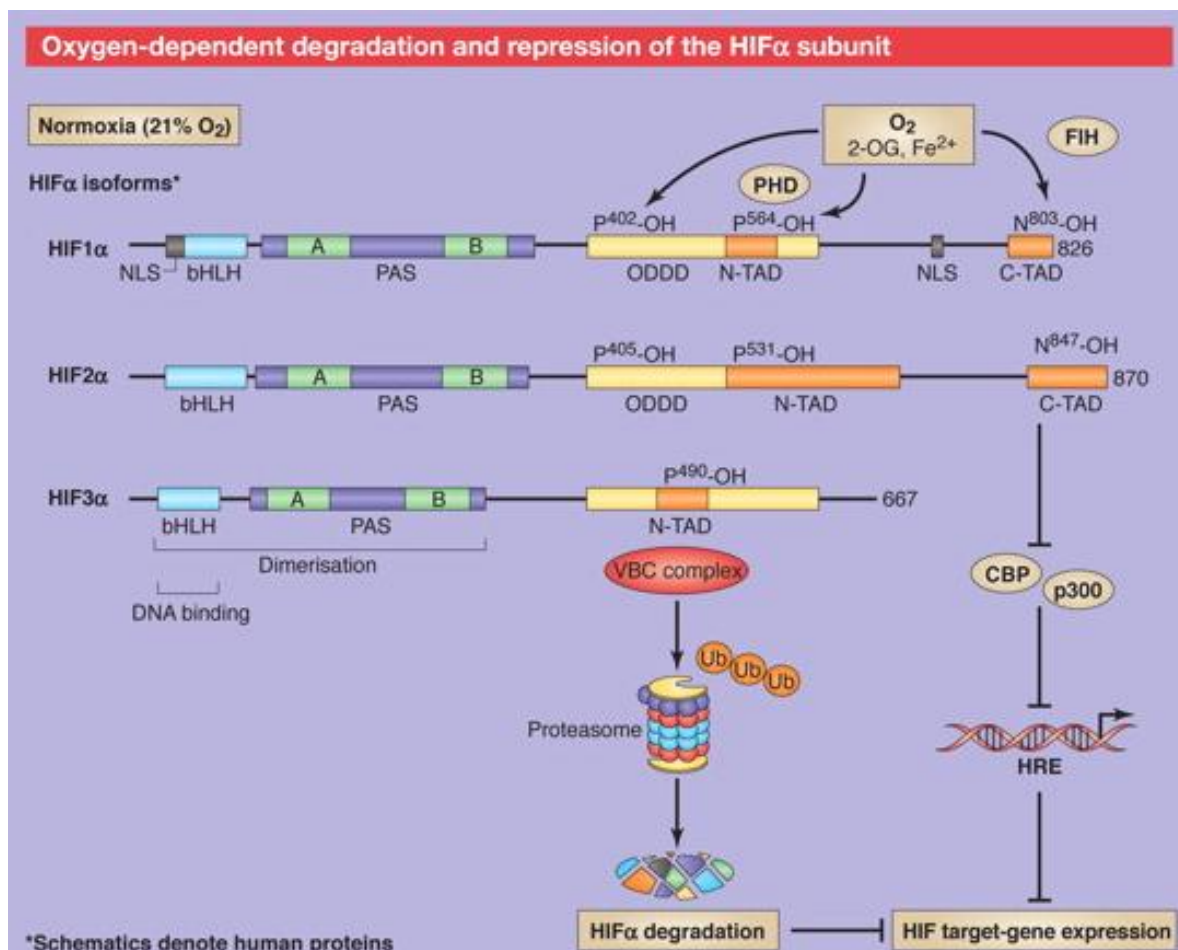 Oxygen-dependent degradation and repression of the HIFα subunit
Normoxia (21% O₂)
O₂
2-OG, Fe²⁺
FIH
PHD
HIFα isoforms*
P⁴⁰²-OH P⁵⁶⁴-OH N⁸⁰³-OH
HIF1α A B 826
NLS bHLH PAS ODDD N-TAD NLS C-TAD
P⁴⁰⁵-OH P⁵³¹-OH N⁸⁴⁷-OH
HIF2α A B 870
bHLH PAS ODDD N-TAD C-TAD
P⁴⁹⁰-OH
HIF3α A B 667
bHLH PAS N-TAD
Dimerisation
DNA binding
VBC complex
CBP
p300
Ub Ub Ub
Proteasome
HRE
HIFα degradation
HIF target-gene expression
*Schematics denote human proteins